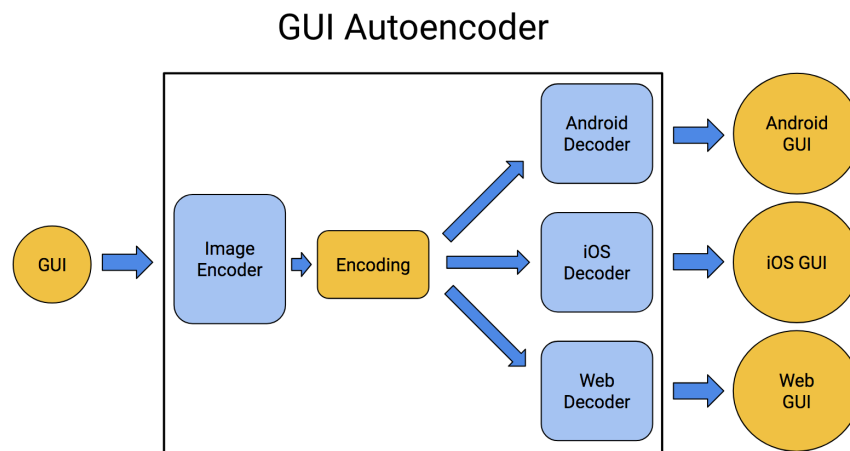 GUI Autoencoder
GUI
Image
Encoder
Encoding
Android
Decoder
iOS
Decoder
Web
Decoder
Android
GUI
iOS GUI
Web
GUI